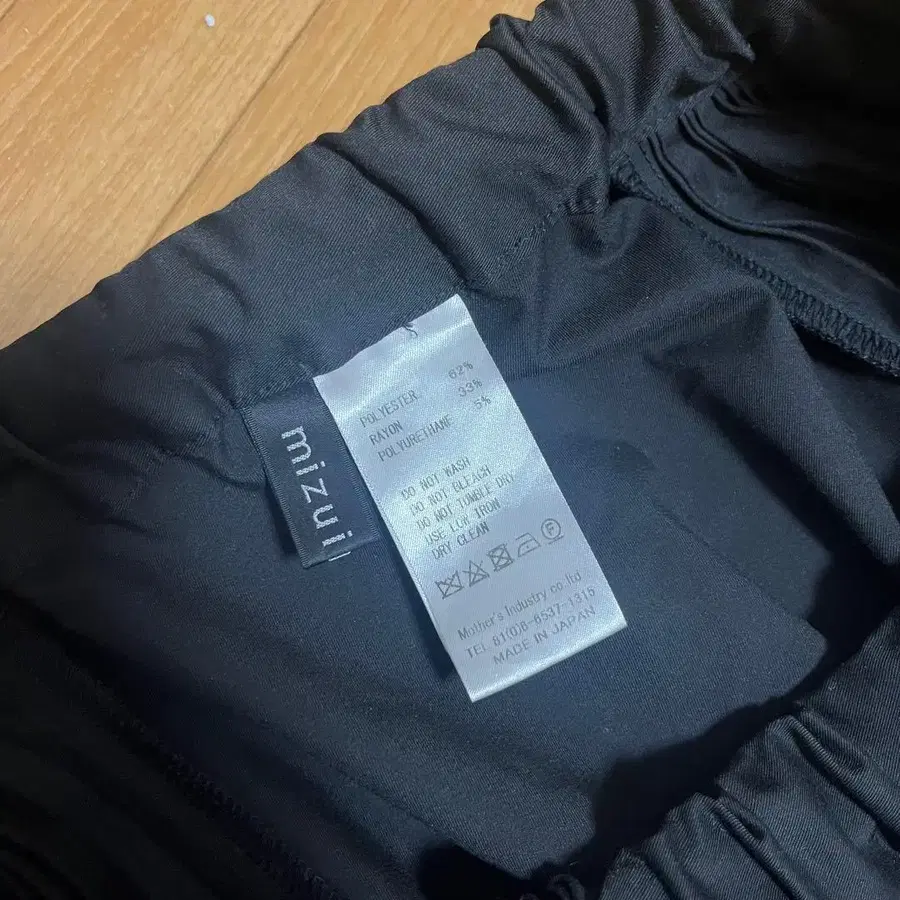 mizui
POLYESTER 62%
RAYON 33%
POLYURETHANE 5%
DO NOT WASH
DO NOT BLEACH
DO NOT TUMBLE DRY
USE LOW IRON
DRY CLEAN
F
Mother's Industry co ltd
TEL 81(0)6-6537-1315
MADE IN JAPAN